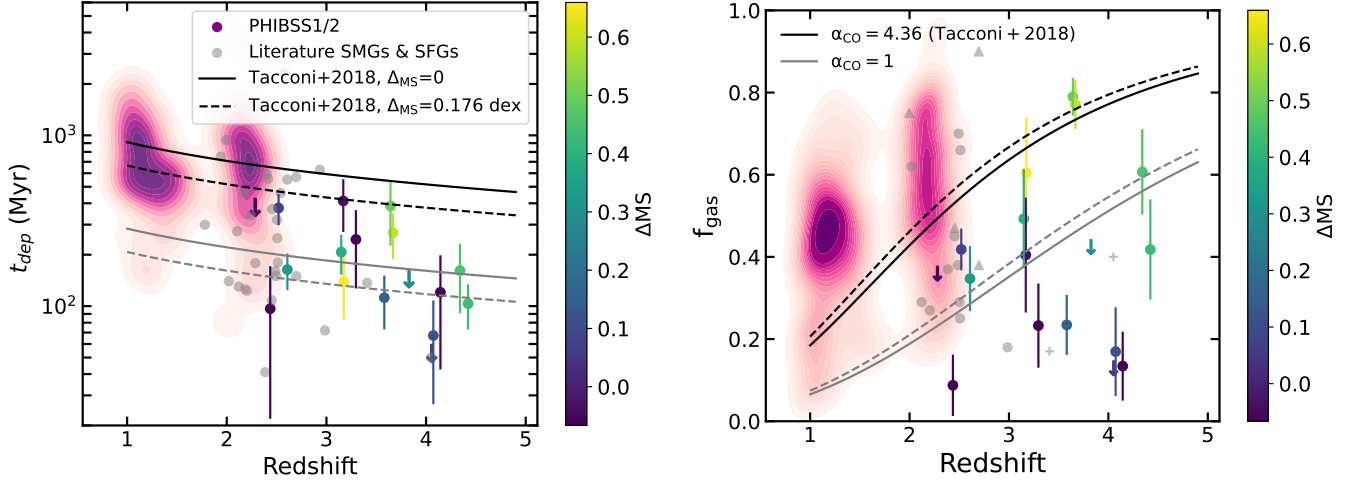 PHIBSS1/2
Literature SMGs & SFGs
Tacconi+2018, Δ_MS=0
Tacconi+2018, Δ_MS=0.176 dex
10^3
10^2
t_dep (Myr)
1 2 3 4 5
Redshift
0.6
0.5
0.4
0.3
0.2
0.1
0.0
ΔMS
α_CO = 4.36 (Tacconi + 2018)
α_CO = 1
1.0
0.8
0.6
0.4
0.2
0.0
f_gas
1 2 3 4 5
Redshift
0.6
0.5
0.4
0.3
0.2
0.1
0.0
ΔMS